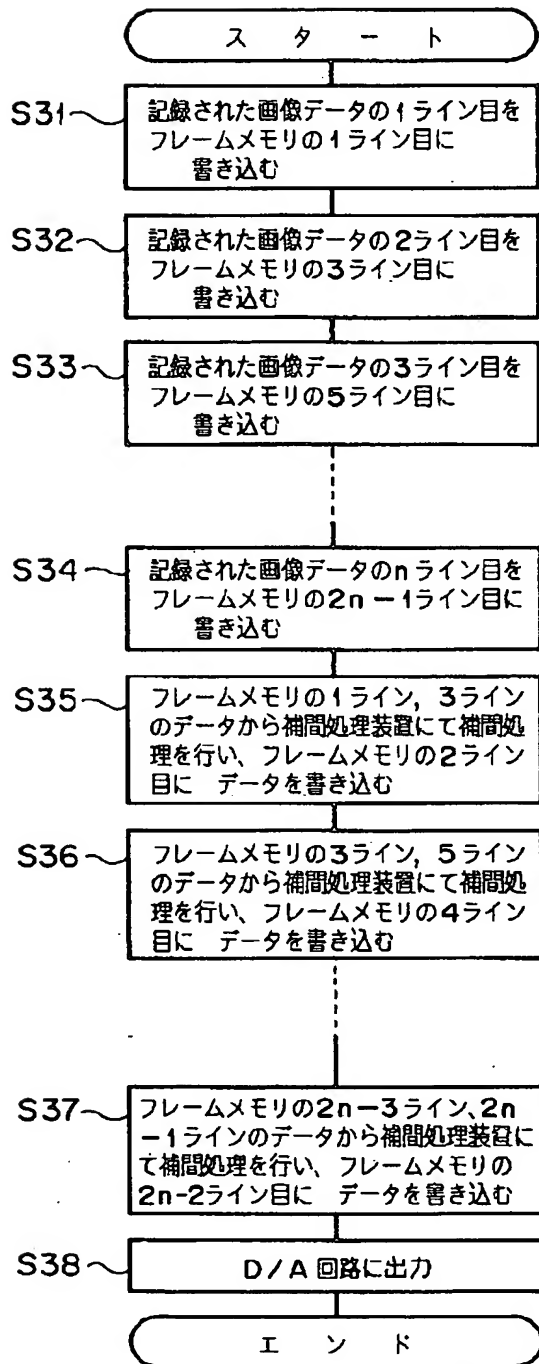 スタート
S31
記録された画像データの1ライン目を
フレームメモリの1ライン目に
書き込む
S32
記録された画像データの2ライン目を
フレームメモリの3ライン目に
書き込む
S33
記録された画像データの3ライン目を
フレームメモリの5ライン目に
書き込む
S34
記録された画像データのnライン目を
フレームメモリの2n-1ライン目に
書き込む
S35
フレームメモリの1ライン,3ライン
のデータから補間処理装置にて補間処
理を行い、フレームメモリの2ライン
目に データを書き込む
S36
フレームメモリの3ライン,5ライン
のデータから補間処理装置にて補間処
理を行い、フレームメモリの4ライン
目に データを書き込む
S37
フレームメモリの2n-3ライン、2n
-1ラインのデータから補間処理装置に
て補間処理を行い、フレームメモリの
2n-2ライン目に データを書き込む
S38
D/A回路に出力
エンド